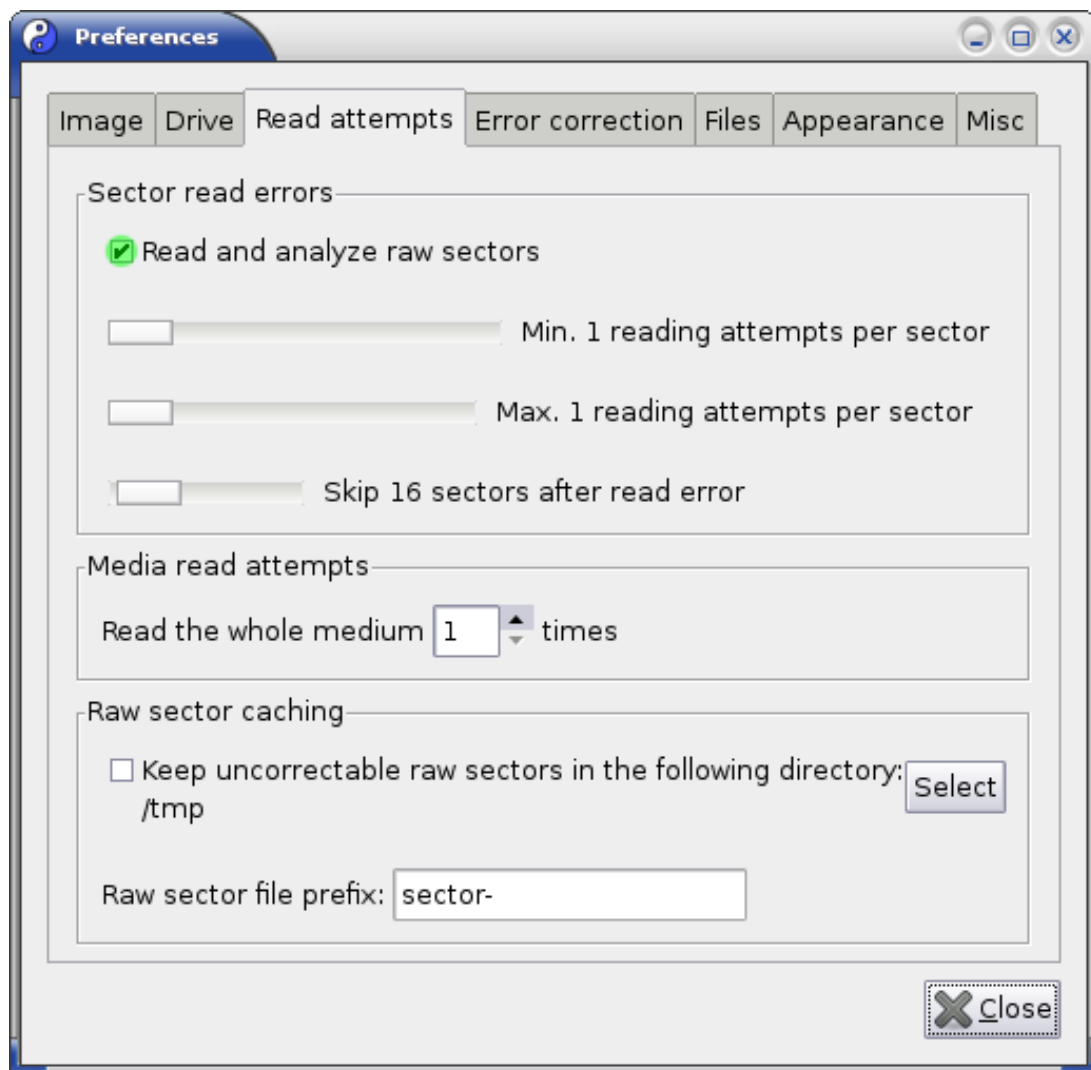 Preferences
Image Drive Read attempts Error correction Files Appearance Misc
Sector read errors
Read and analyze raw sectors
Min. 1 reading attempts per sector
Max. 1 reading attempts per sector
Skip 16 sectors after read error
Media read attempts
Read the whole medium 1 times
Raw sector caching
Keep uncorrectable raw sectors in the following directory: Select
/tmp
Raw sector file prefix: sector-
Close